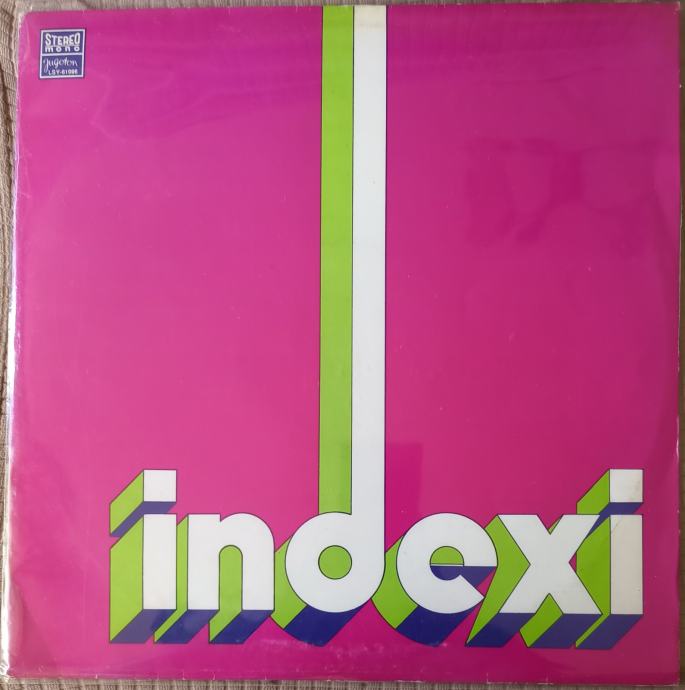 STEREO
mono
Jugoton
LSY-61096
indexi